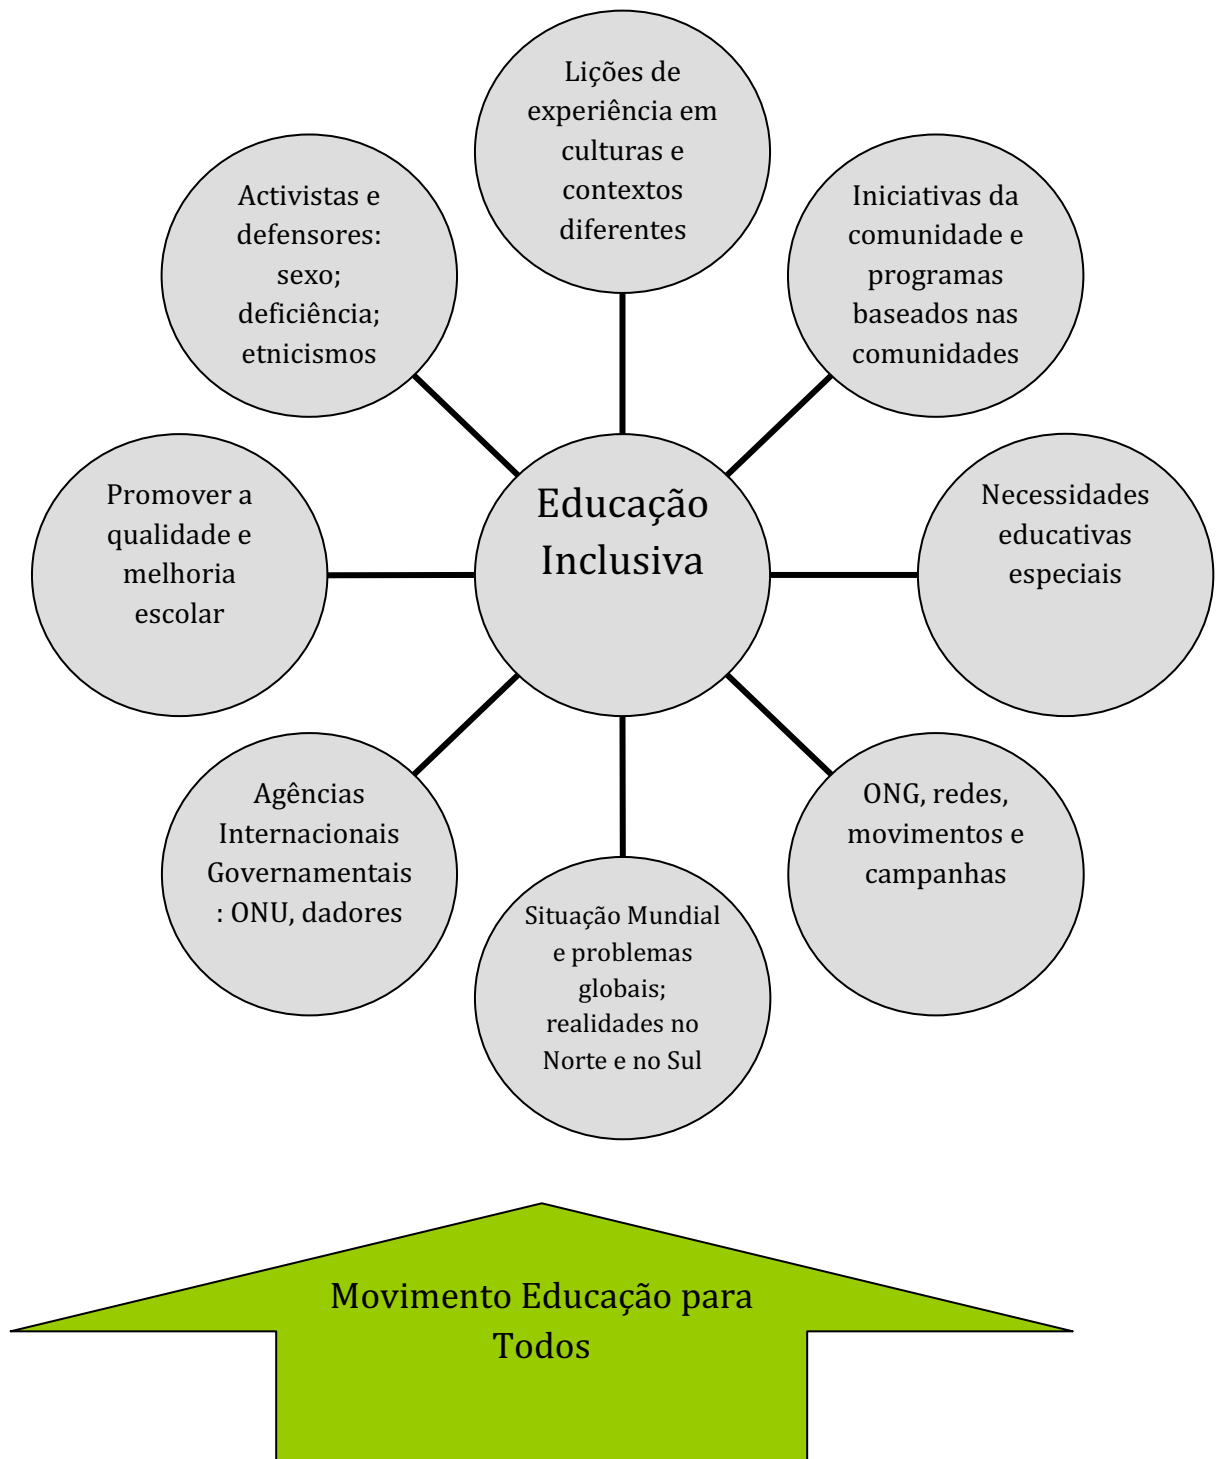 Lições de
experiência em
culturas e
contextos
diferentes
Activistas e
defensores:
sexo;
deficiência;
etnicismos
Iniciativas da
comunidade e
programas
baseados nas
comunidades
Promover a
qualidade e
melhoria
escolar
Educação
Inclusiva
Necessidades
educativas
especiais
Agências
Internacionais
Governamentais
: ONU, dadores
ONG, redes,
movimentos e
campanhas
Situação Mundial
e problemas
globais;
realidades no
Norte e no Sul
Movimento Educação para
Todos